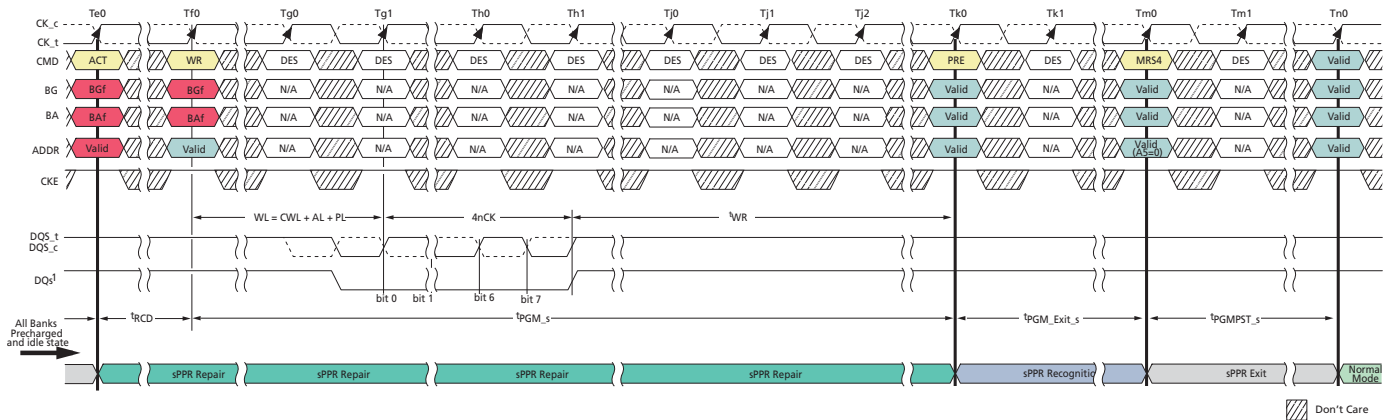 Te0 Tf0 Tg0 Tg1 Th0 Th1 Tj0 Tj1 Tj2 Tk0 Tk1 Tm0 Tm1 Tn0
CK_c
CK_t
CMD ACT WR DES DES DES DES DES DES DES PRE DES MRS4 DES Valid
BG BGf BGf N/A N/A N/A N/A N/A N/A N/A Valid N/A Valid N/A Valid
BA BAf BAf N/A N/A N/A N/A N/A N/A N/A Valid N/A Valid N/A Valid
ADDR Valid Valid N/A N/A N/A N/A N/A N/A N/A Valid N/A Valid (A5=0) N/A Valid
CKE
WL = CWL + AL + PL 4nCK tWR
DQS_t
DQS_c
DQs1
bit 0 bit 1 bit 6 bit 7
All Banks Precharged and idle state
tRCD tPGM_s tPGM_Exit_s tPGMPST_s
sPPR Repair sPPR Repair sPPR Repair sPPR Repair sPPR Recognitic sPPR Exit Normal Mode
Don't Care